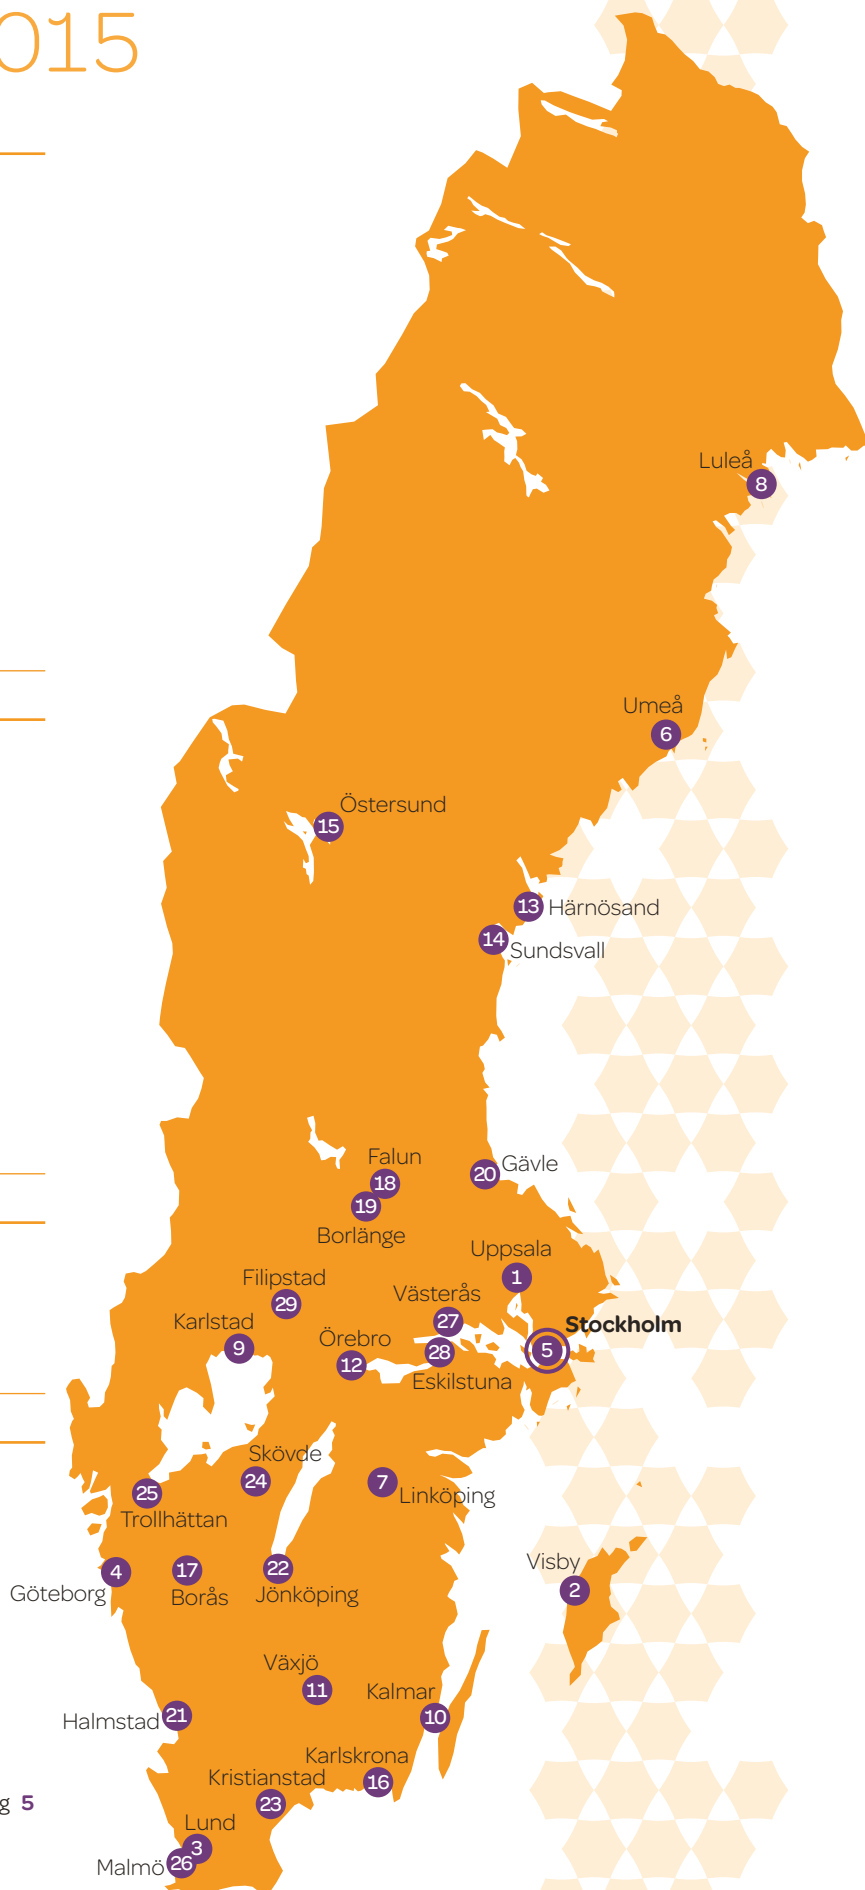 015
Luleå
8
Umeå
6
Östersund
15
13 Härnösand
14
Sundsvall
Falun
18
Gävle
20
19
Borlänge
Uppsala
1
Filipstad
29
Västerås
27
Karlstad
9
Stockholm
5
Örebro
12
28
Eskilstuna
Skövde
24
7
Linköping
25
Trollhättan
Visby
2
4
Göteborg
17
Borås
22
Jönköping
Växjö
11
Kalmar
10
Halmstad 21
Karlskrona
16
Kristianstad
23
g 5
Lund
3
Malmö 26